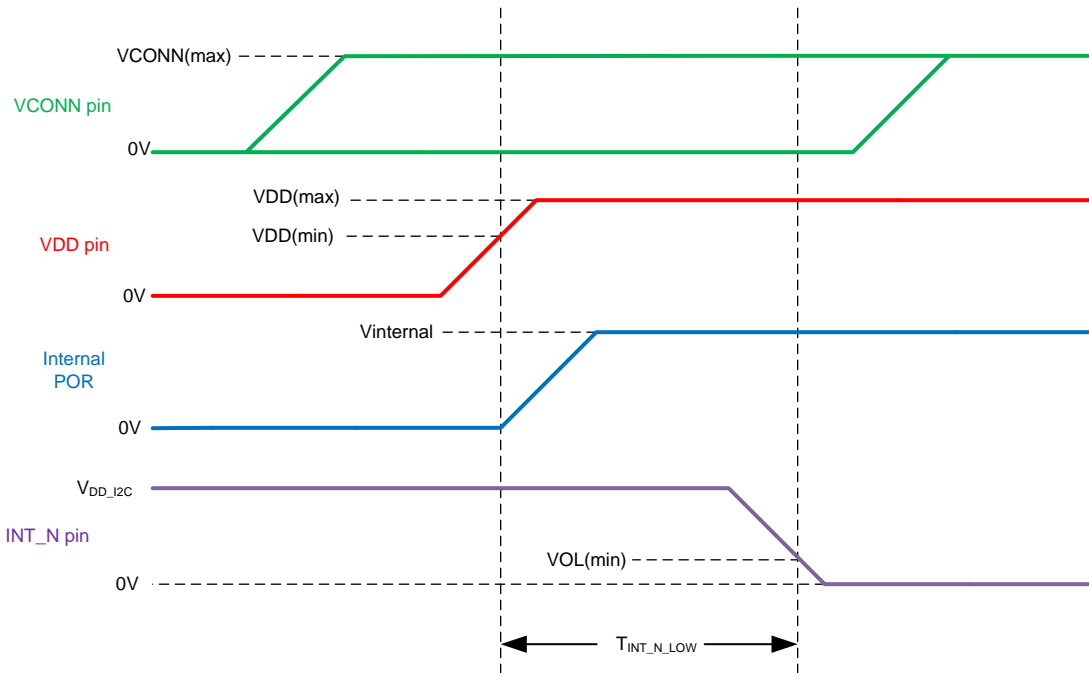 VCONN(max)
VCONN pin
0V
VDD(max)
VDD(min)
VDD pin
0V
Vinternal
Internal
POR
0V
VDD_I2C
INT_N pin
VOL(min)
0V
TINT_N_LOW